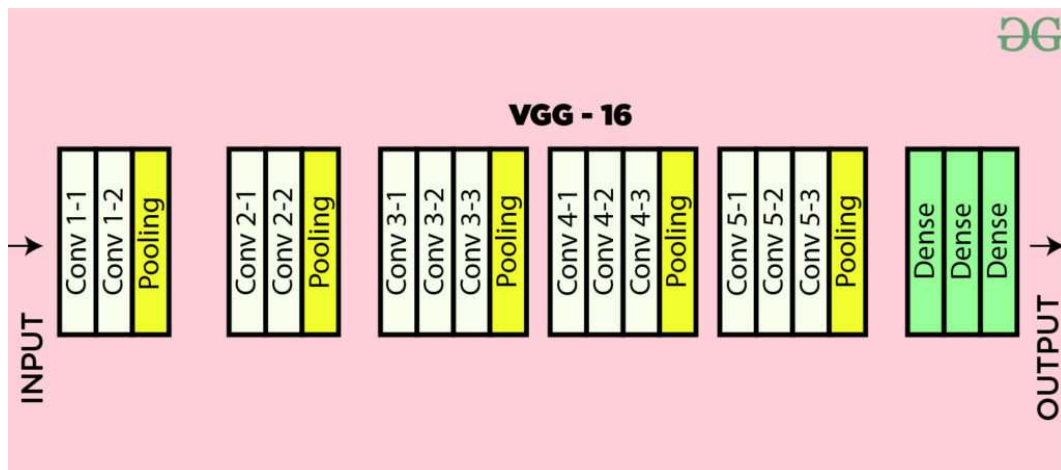 VGG - 16
INPUT
Conv 1-1
Conv 1-2
Pooling
Conv 2-1
Conv 2-2
Pooling
Conv 3-1
Conv 3-2
Conv 3-3
Pooling
Conv 4-1
Conv 4-2
Conv 4-3
Pooling
Conv 5-1
Conv 5-2
Conv 5-3
Pooling
Dense
Dense
Dense
OUTPUT